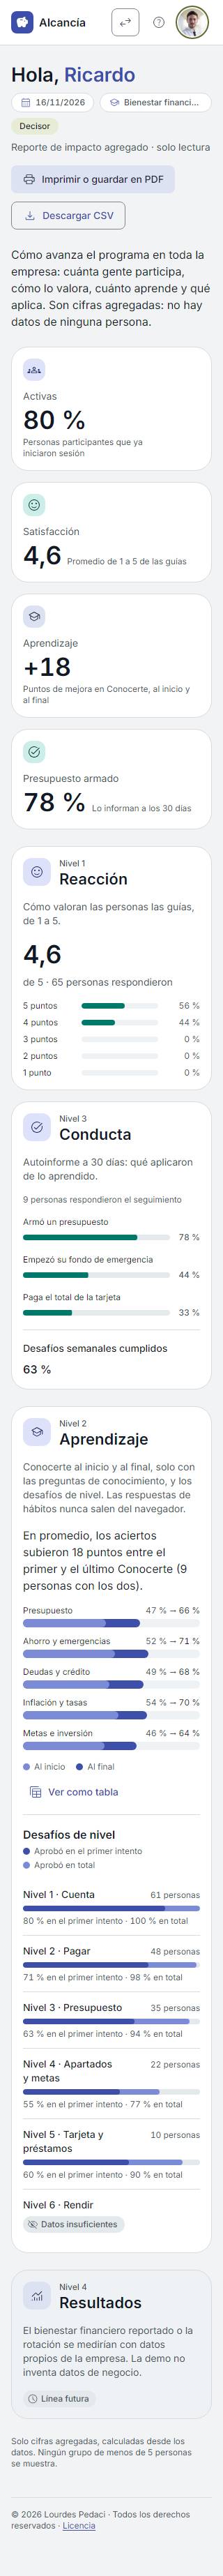 Alcancía
Hola, Ricardo
16/11/2026
Bienestar financi...
Decisor
Reporte de impacto agregado · solo lectura
Imprimir o guardar en PDF
Descargar CSV
Cómo avanza el programa en toda la
empresa: cuánta gente participa,
cómo lo valora, cuánto aprende y qué
aplica. Son cifras agregadas: no hay
datos de ninguna persona.
Activas
80 %
Personas participantes que ya
iniciaron sesión
Satisfacción
4,6 Promedio de 1 a 5 de las guías
Aprendizaje
+18
Puntos de mejora en Conocerte, al inicio y
al final
Presupuesto armado
78 % Lo informan a los 30 días
Nivel 1
Reacción
Cómo valoran las personas las guías,
de 1 a 5.
4,6
de 5 · 65 personas respondieron
5 puntos 56 %
4 puntos 44 %
3 puntos 0 %
2 puntos 0 %
1 punto 0 %
Nivel 3
Conducta
Autoinforme a 30 días: qué aplicaron
de lo aprendido.
9 personas respondieron el seguimiento
Armó un presupuesto
78 %
Empezó su fondo de emergencia
44 %
Paga el total de la tarjeta
33 %
Desafíos semanales cumplidos
63 %
Nivel 2
Aprendizaje
Conocerte al inicio y al final, solo con
las preguntas de conocimiento, y los
desafíos de nivel. Las respuestas de
hábitos nunca salen del navegador.
En promedio, los aciertos
subieron 18 puntos entre el
primer y el último Conocerte (9
personas con los dos).
Presupuesto 47 % → 66 %
Ahorro y emergencias 52 % → 71 %
Deudas y crédito 49 % → 68 %
Inflación y tasas 54 % → 70 %
Metas e inversión 46 % → 64 %
Al inicio Al final
Ver como tabla
Desafíos de nivel
Aprobó en el primer intento
Aprobó en total
Nivel 1 · Cuenta 61 personas
80 % en el primer intento · 100 % en total
Nivel 2 · Pagar 48 personas
71 % en el primer intento · 98 % en total
Nivel 3 · Presupuesto 35 personas
63 % en el primer intento · 94 % en total
Nivel 4 · Apartados 22 personas
y metas
55 % en el primer intento · 77 % en total
Nivel 5 · Tarjeta y 10 personas
préstamos
60 % en el primer intento · 90 % en total
Nivel 6 · Rendir
Datos insuficientes
Nivel 4
Resultados
El bienestar financiero reportado o la
rotación se medirían con datos
propios de la empresa. La demo no
inventa datos de negocio.
Línea futura
Solo cifras agregadas, calculadas desde los
datos. Ningún grupo de menos de 5 personas
se muestra.
© 2026 Lourdes Pedací · Todos los derechos
reservados · Licencia